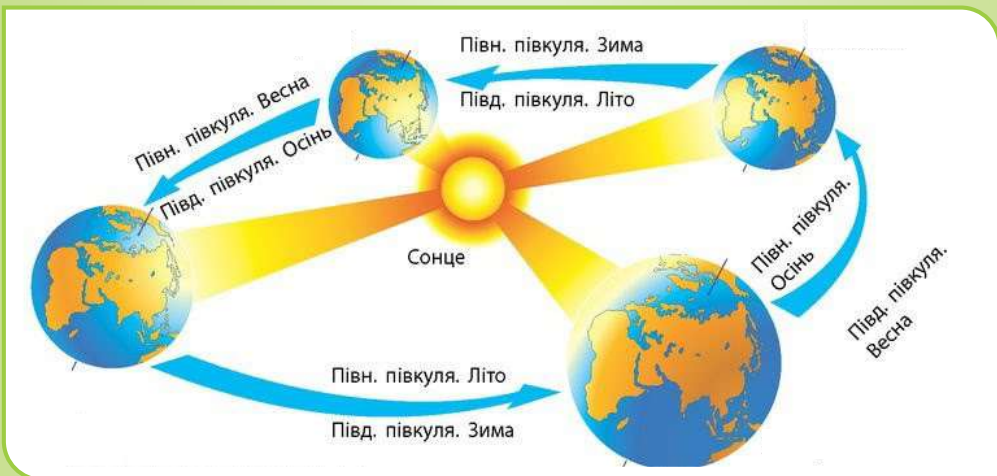 Півн. півкуля. Зима
Півд. півкуля. Літо
Півн. півкуля. Весна
Півд. півкуля. Осінь
Сонце
Півн. півкуля.
Осінь
Півд. півкуля.
Весна
Півн. півкуля. Літо
Півд. півкуля. Зима